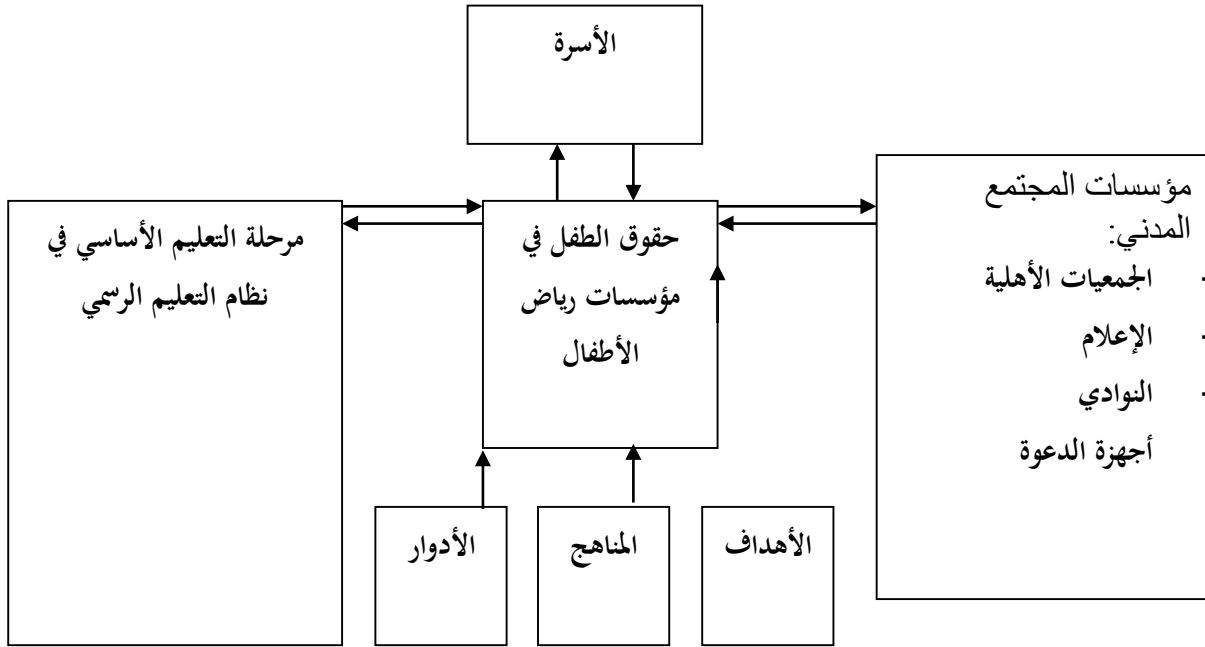 الأسرة
مؤسسات المجتمع
المدني:
- الجمعيات الأهلية
- الإعلام
- النوادي
أجهزة الدعوة
حقوق الطفل في
مؤسسات رياض
الأطفال
مرحلة التعليم الأساسي في
نظام التعليم الرسمي
الأهداف
المناهج
الأدوار